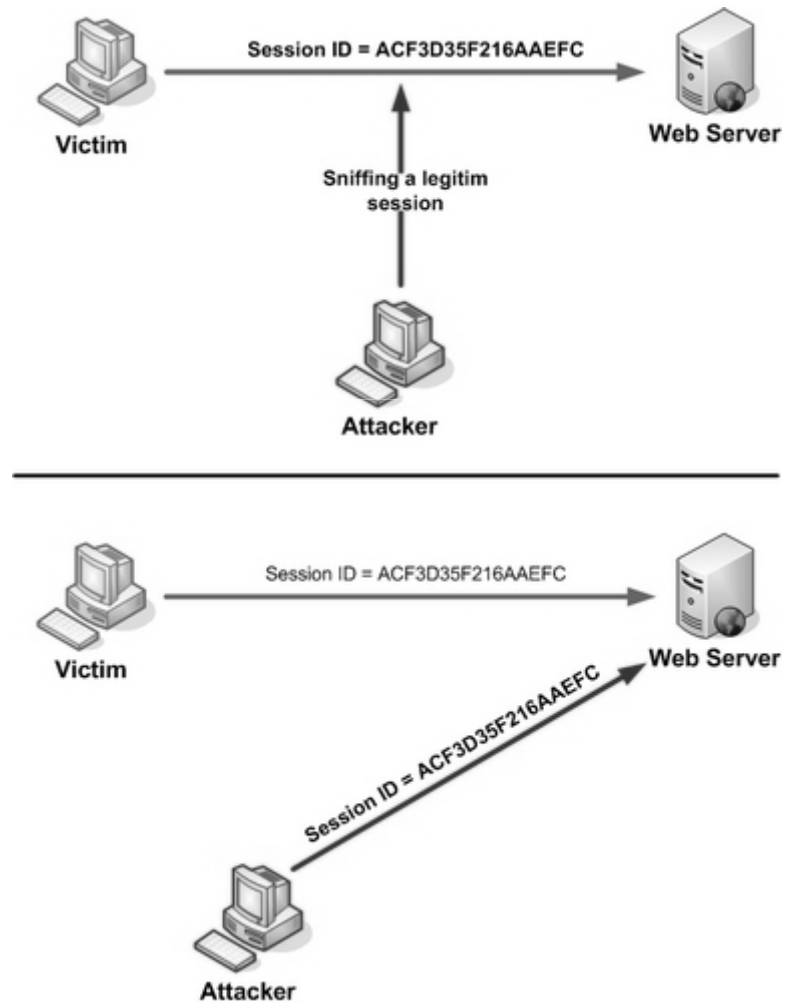 Session ID = ACF3D35F216AAEFC
Victim
Web Server
Sniffing a legitim
session
Attacker
Session ID = ACF3D35F216AAEFC
Victim
Web Server
Session ID = ACF3D35F216AAEFC
Attacker